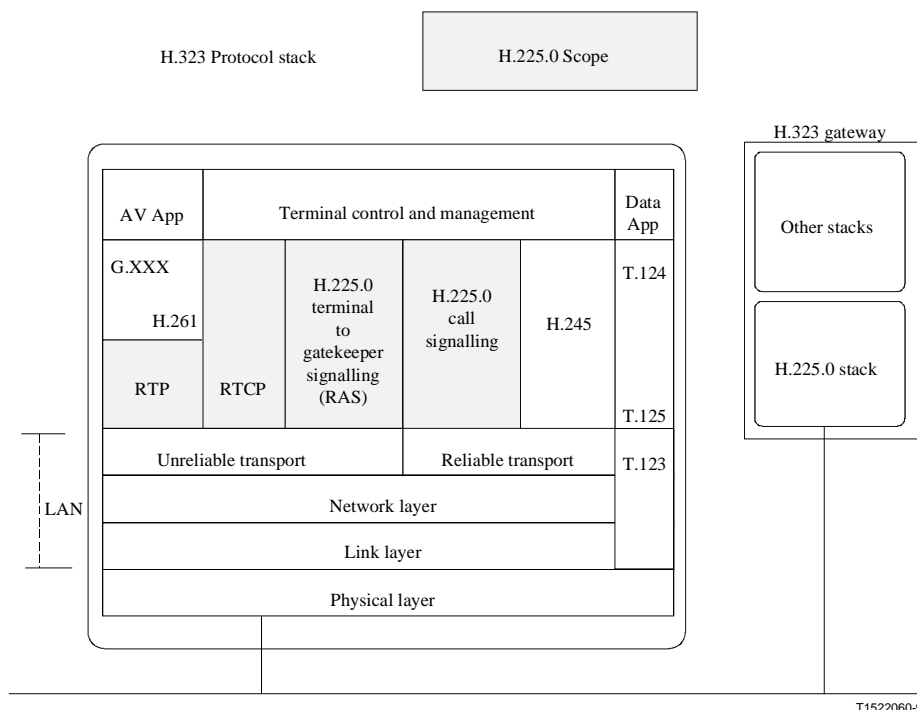 H.323 Protocol stack
H.225.0 Scope
H.323 gateway
AV App
Terminal control and management
Data
App
Other stacks
G.XXX
H.261
RTP
RTCP
H.225.0
terminal
to
gatekeeper
signalling
(RAS)
H.225.0
call
signalling
H.245
T.124
T.125
H.225.0 stack
Unreliable transport
Reliable transport
T.123
LAN
Network layer
Link layer
Physical layer